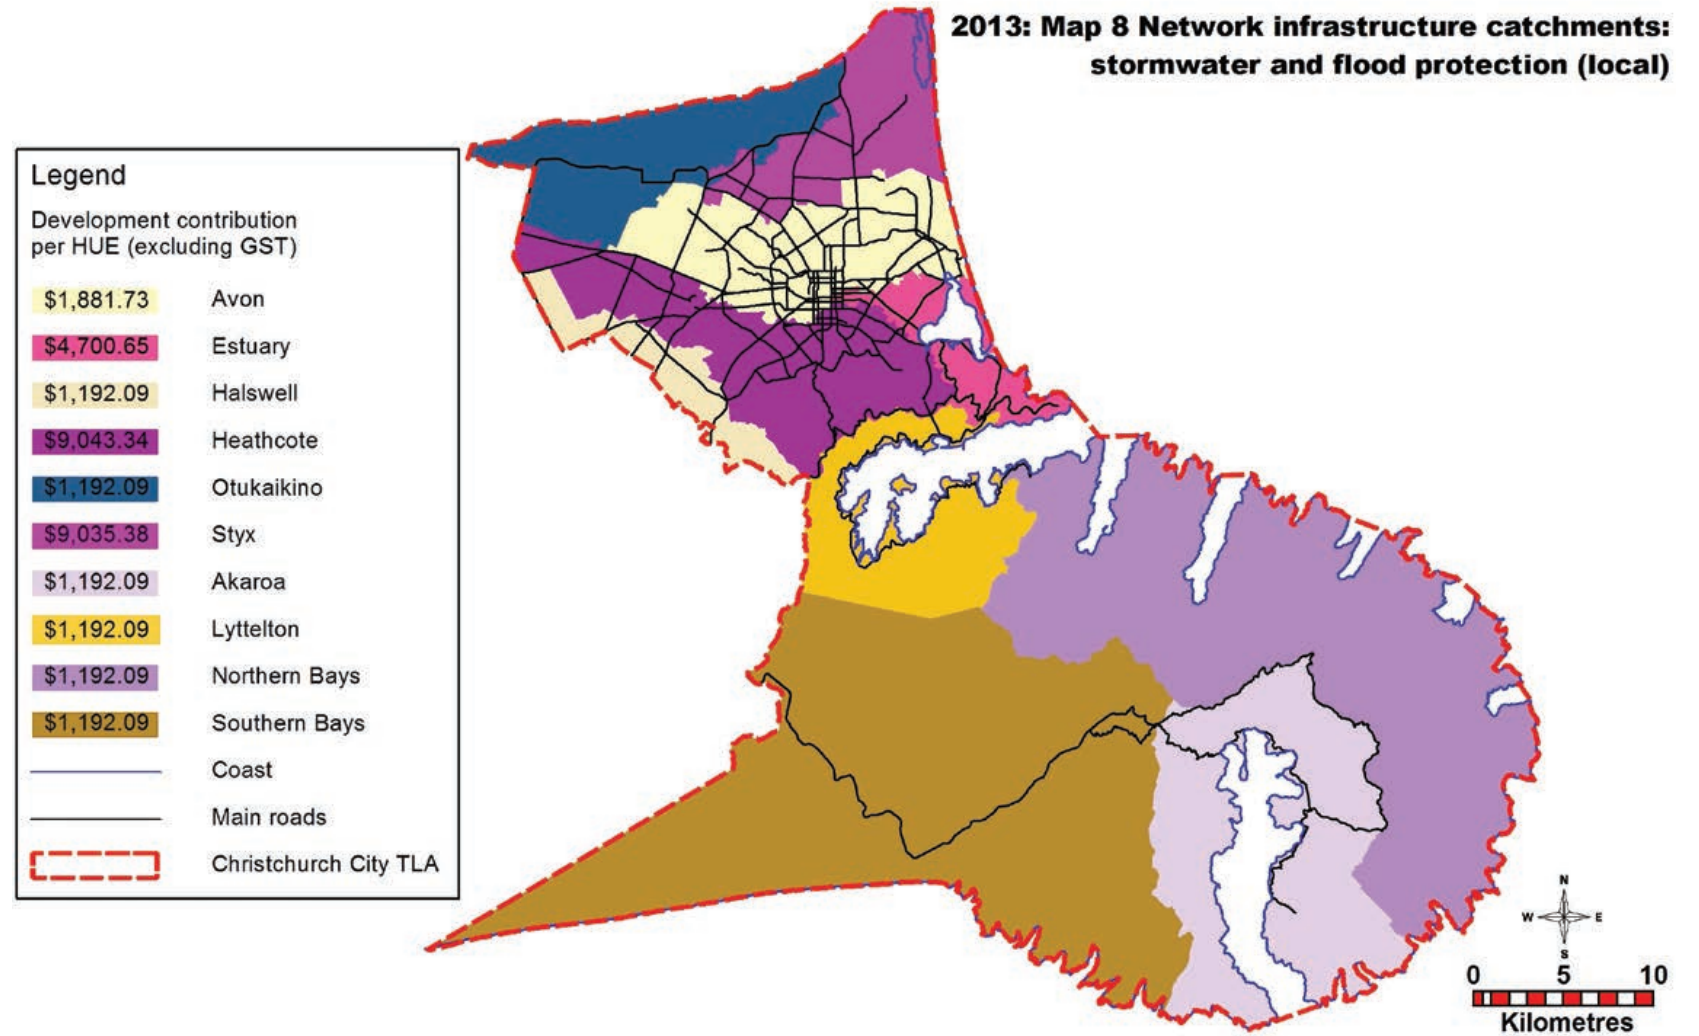 2013: Map 8 Network infrastructure catchments:
stormwater and flood protection (local)
Legend
Development contribution
per HUE (excluding GST)
$1,881.73 Avon
$4,700.65 Estuary
$1,192.09 Halswell
$9,043.34 Heathcote
$1,192.09 Otukaikino
$9,035.38 Styx
$1,192.09 Akaroa
$1,192.09 Lyttelton
$1,192.09 Northern Bays
$1,192.09 Southern Bays
Coast
Main roads
Christchurch City TLA
N
W E
S
0 5 10
Kilometres